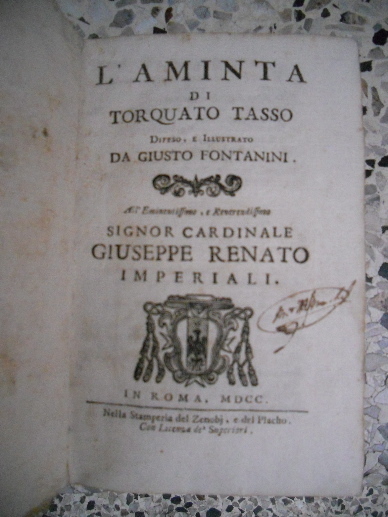 L'AMINTA
DI
TORQUATO TASSO
Difeso, e Illustrato
DA GIUSTO FONTANINI.
All' Eminentissimo, e Reverendissimo
SIGNOR CARDINALE
GIUSEPPE RENATO
IMPERIALI.
IN ROMA, MDCC.
Nella Stamperia del Zenobj, e del Placho.
Con Licenza de' Superiori.